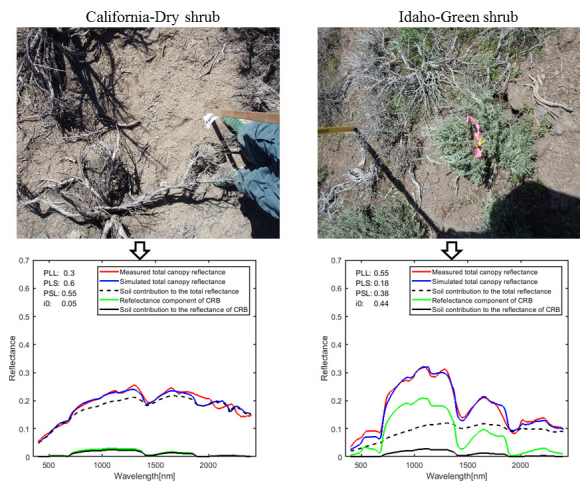 California-Dry shrub
Idaho-Green shrub
0.7
0.6
0.5
0.4
0.3
0.2
0.1
0
Reflectance
PLL: 0.3
PLS: 0.6
PSL: 0.55
i0: 0.05
Measured total canopy reflectance
Simulated total canopy reflectance
Soil contribution to the total reflectance
Refelectance component of CRB
Soil contribution to the reflectance of CRB
500
1000
1500
2000
Wavelength[nm]
0.7
0.6
0.5
0.4
0.3
0.2
0.1
0
Reflectance
PLL: 0.55
PLS: 0.18
PSL: 0.38
i0: 0.44
Measured total canopy reflectance
Simulated total canopy reflectance
Soil contribution to the total reflectance
Refelectance component of CRB
Soil contribution to the reflectance of CRB
500
1000
1500
2000
Wavelength[nm]